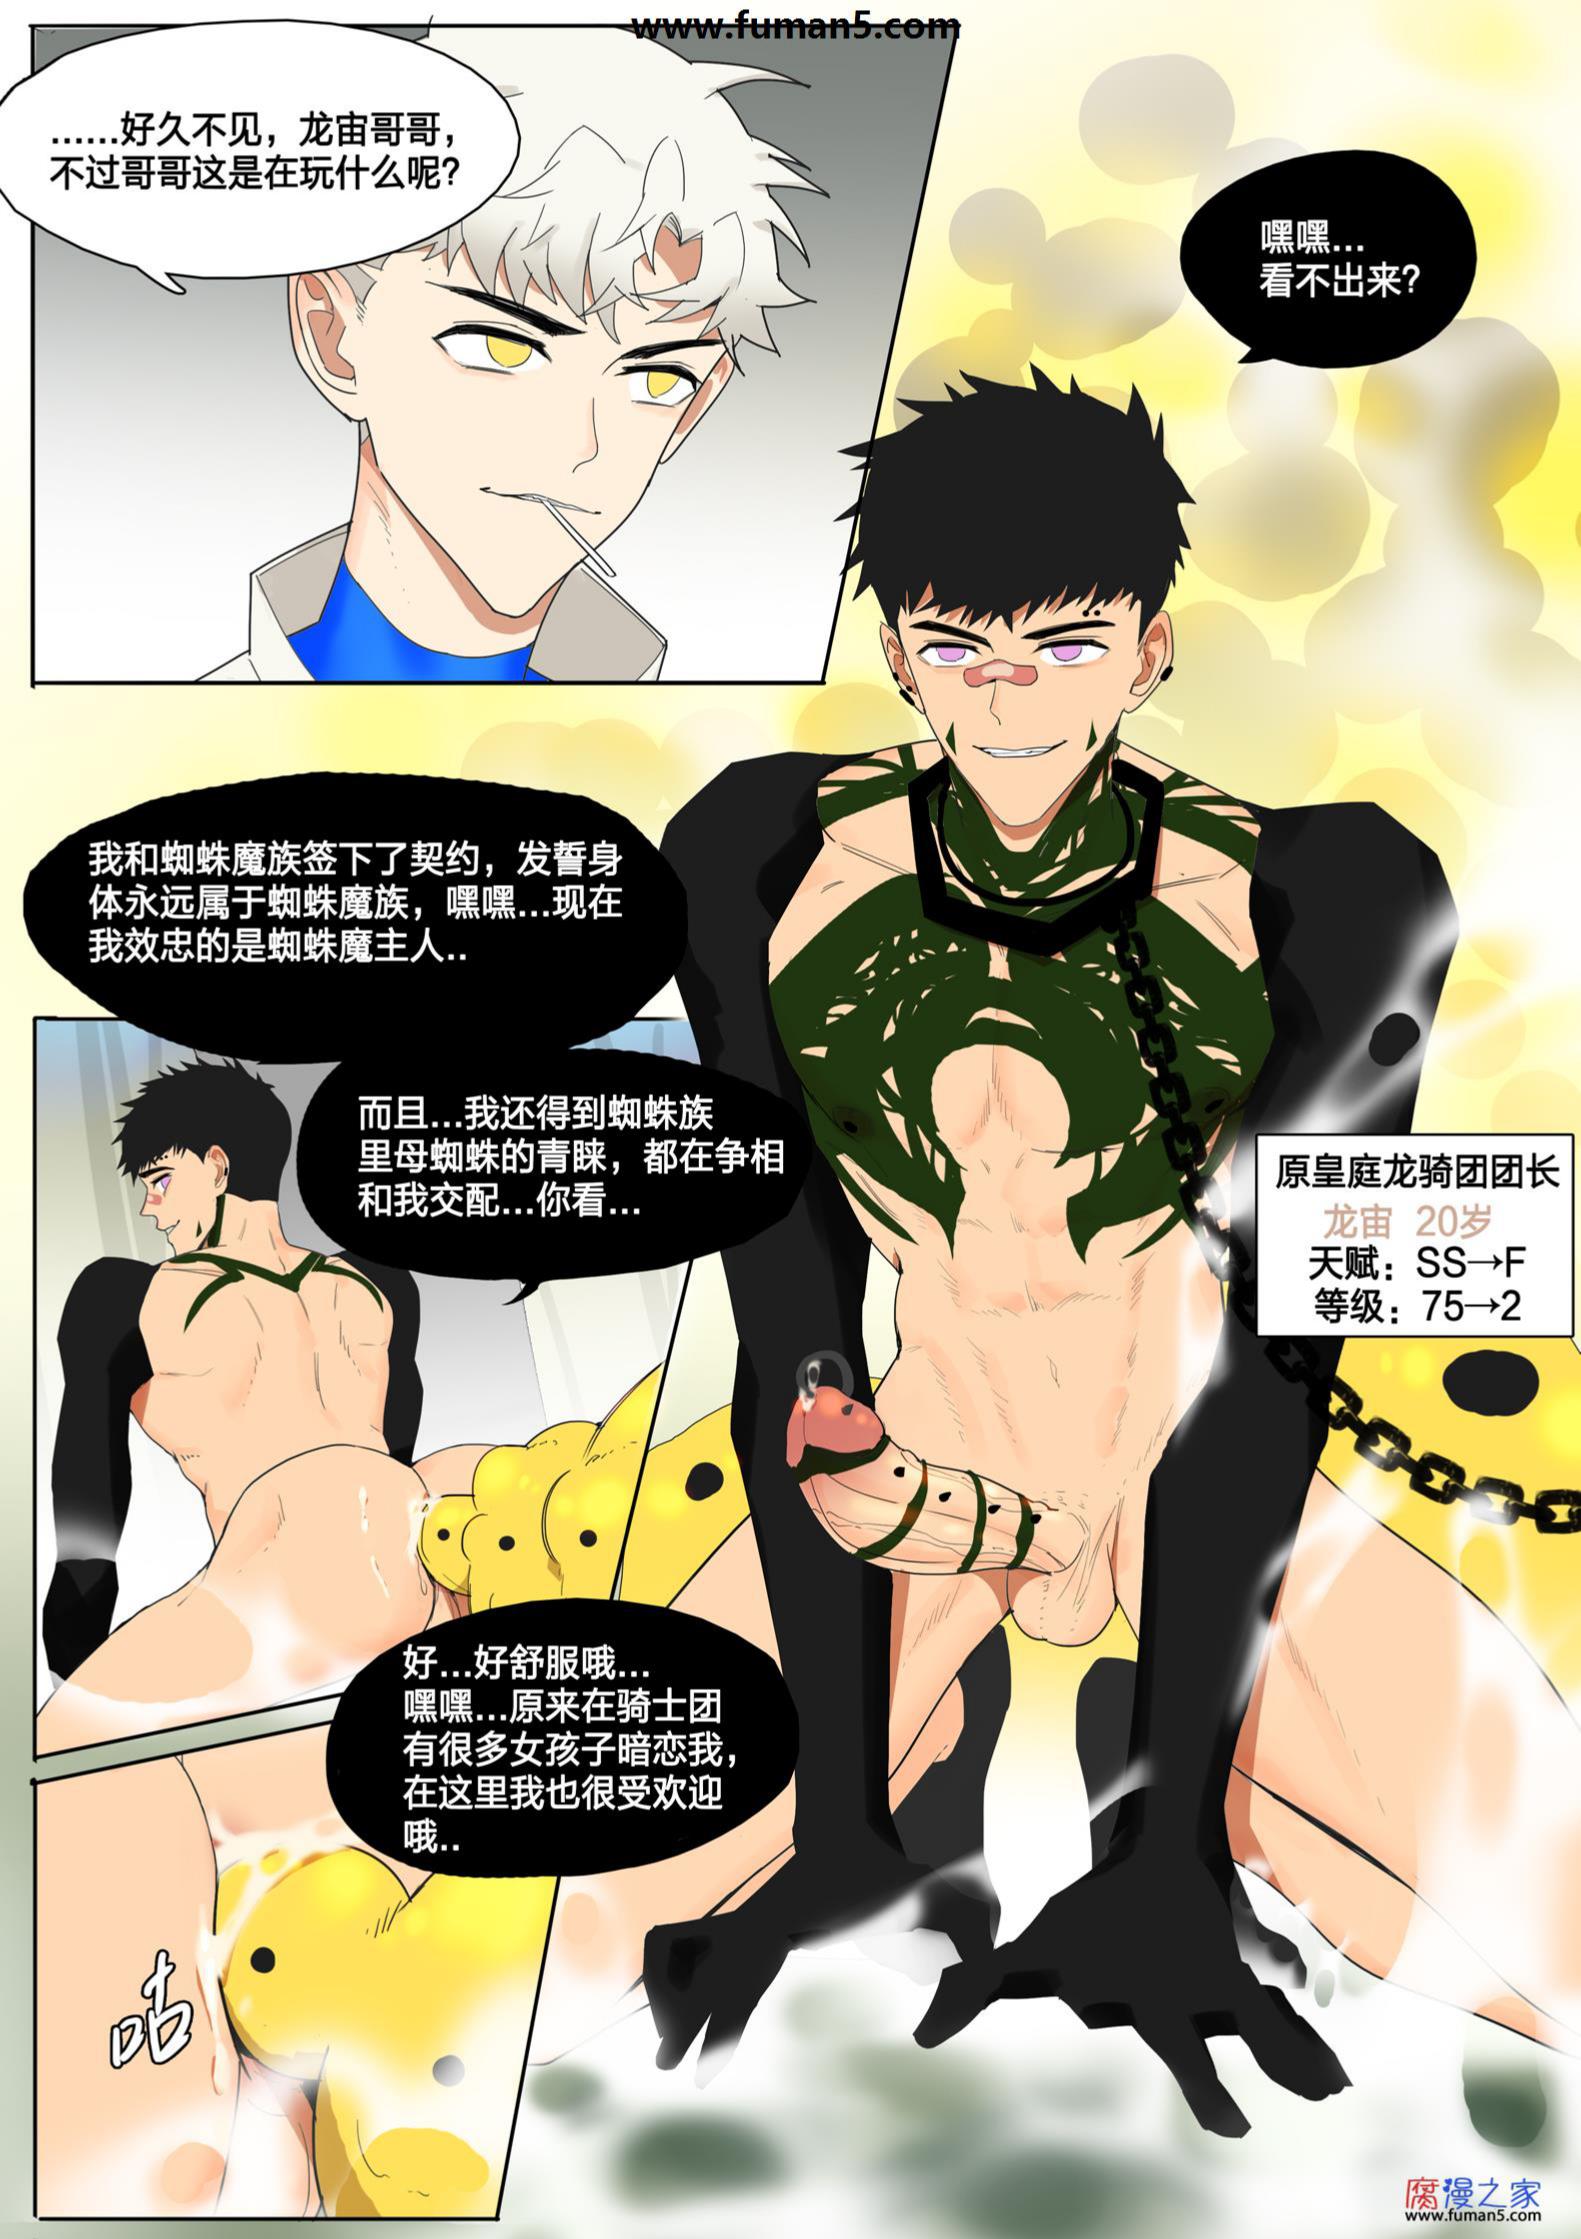 www.fuman5.com
......好久不见，龙宙哥哥，
不过哥哥这是在玩什么呢？
嘿嘿...
看不出来？
我和蜘蛛魔族签下了契约，发誓身
体永远属于蜘蛛魔族，嘿嘿...现在
我效忠的是蜘蛛魔主人..
而且...我还得到蜘蛛族
里母蜘蛛的青睐，都在争相
和我交配...你看...
原皇庭龙骑团团长
龙宙 20岁
天赋：SS→F
等级：75→2
好...好舒服哦...
嘿嘿...原来在骑士团
有很多女孩子暗恋我，
在这里我也很受欢迎
哦..
咕
腐漫之家
www.fuman5.com